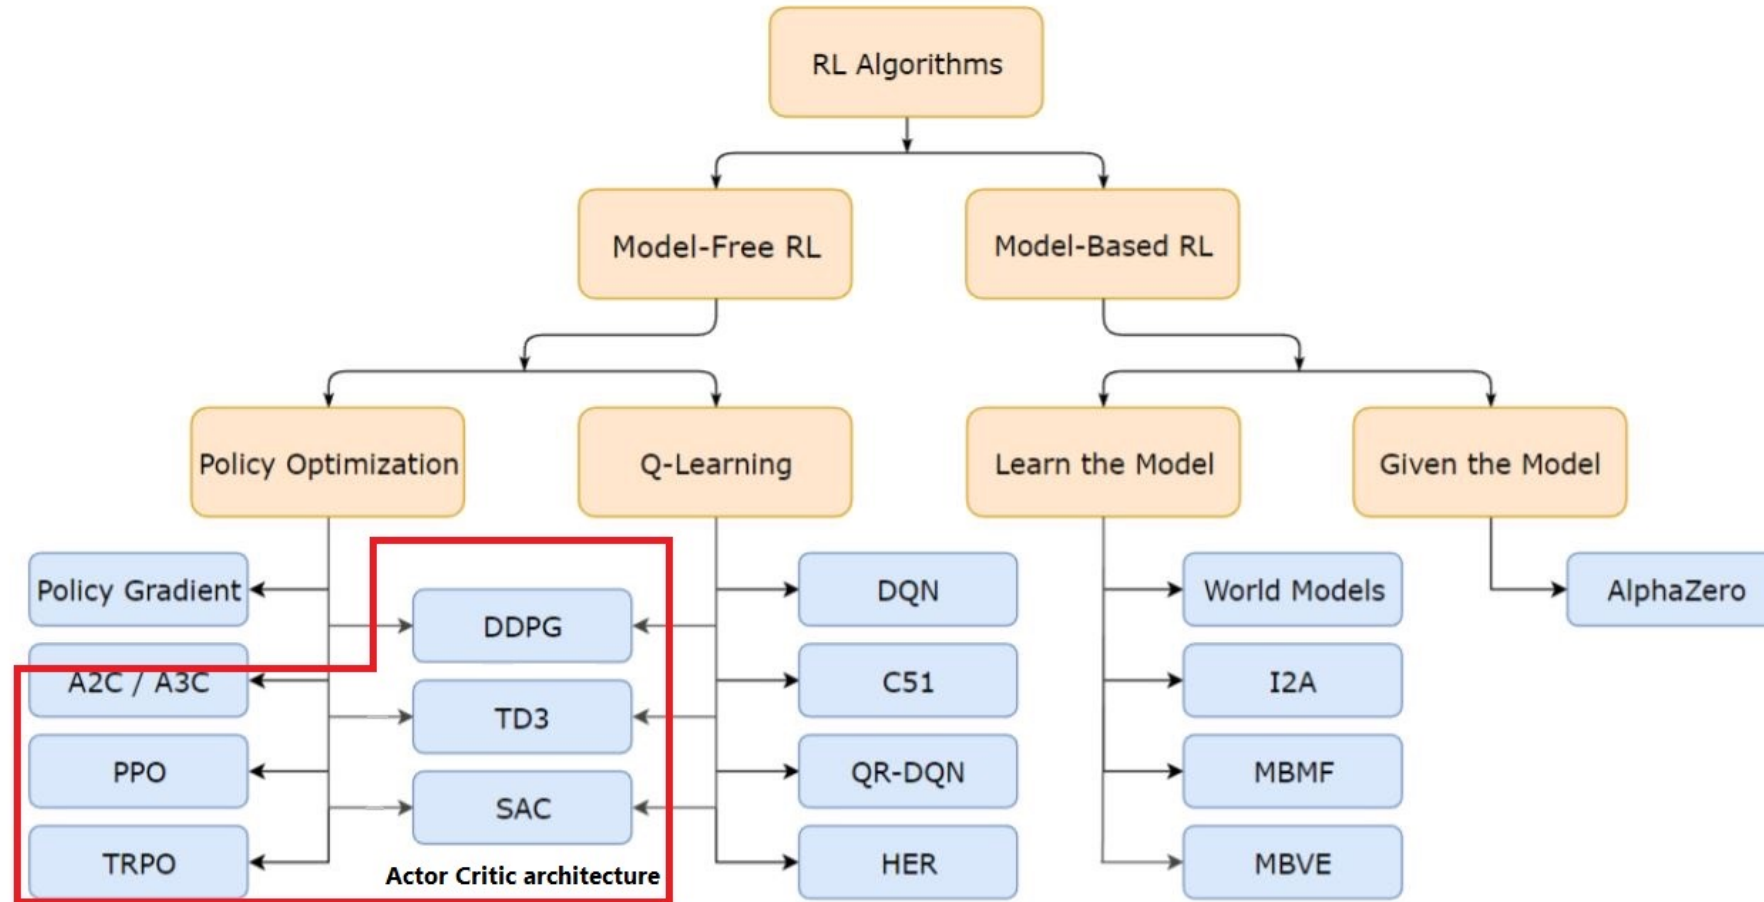 RL Algorithms
Model-Free RL
Model-Based RL
Policy Optimization
Q-Learning
Learn the Model
Given the Model
Policy Gradient
DDPG
DQN
World Models
AlphaZero
A2C / A3C
TD3
C51
I2A
PPO
SAC
QR-DQN
MBMF
TRPO
Actor Critic architecture
HER
MBVE